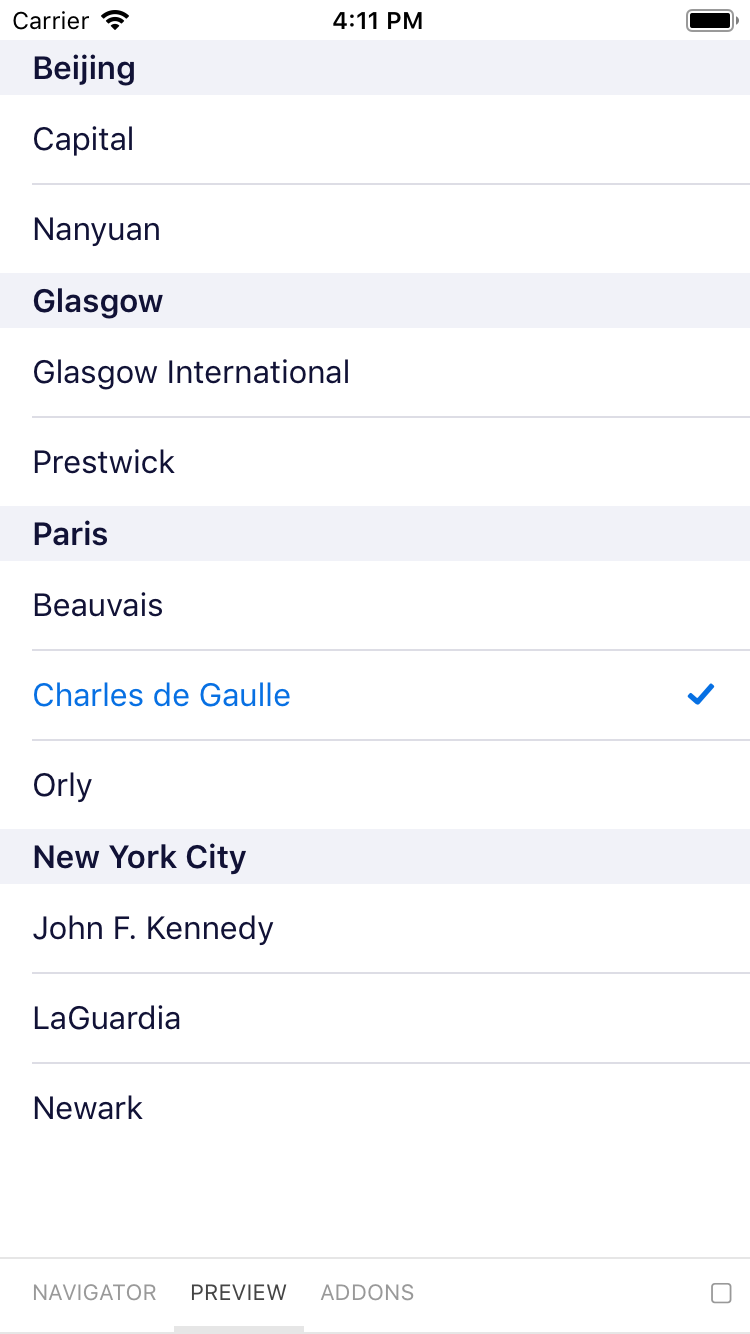 Carrier 4:11 PM
Beijing
Capital
Nanyuan
Glasgow
Glasgow International
Prestwick
Paris
Beauvais
Charles de Gaulle
Orly
New York City
John F. Kennedy
LaGuardia
Newark
NAVIGATOR PREVIEW ADDONS